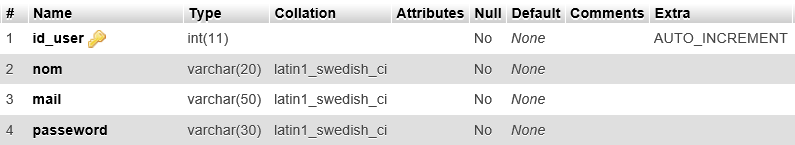 # Name Type Collation Attributes Null Default Comments Extra
1 id_user int(11) No None AUTO_INCREMENT
2 nom varchar(20) latin1_swedish_ci No None
3 mail varchar(50) latin1_swedish_ci No None
4 passeword varchar(30) latin1_swedish_ci No None